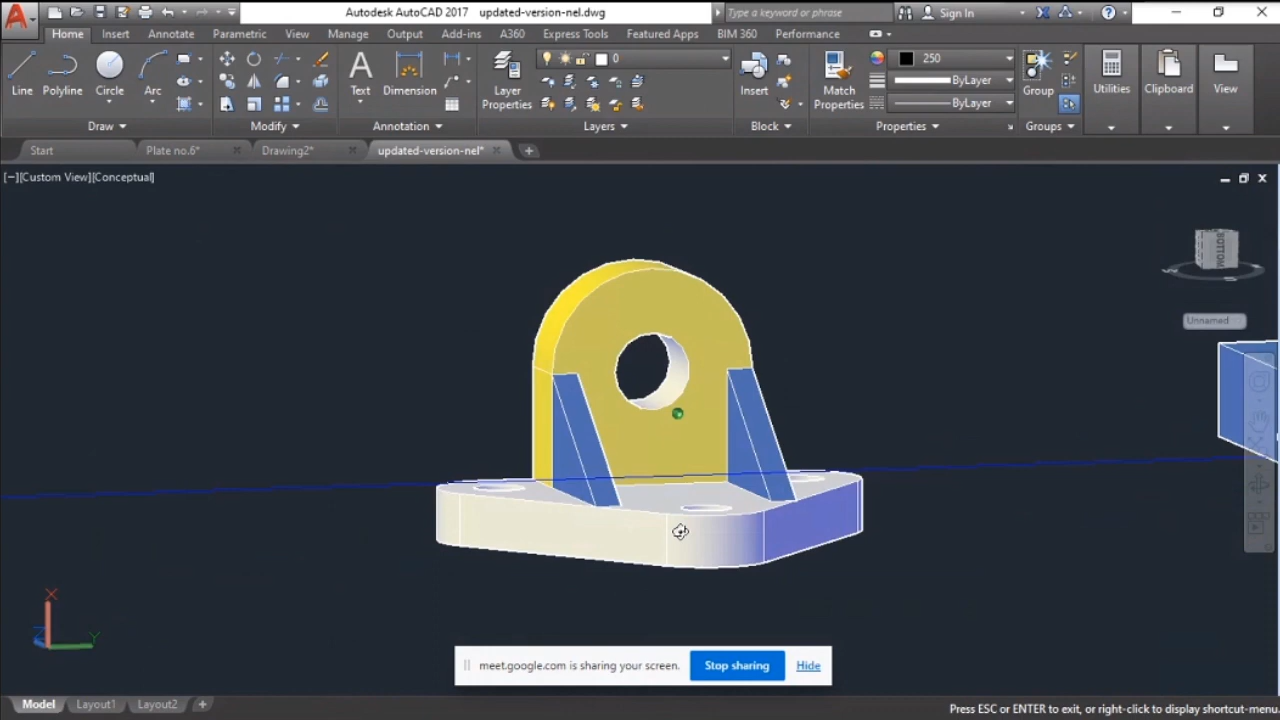 Autodesk AutoCAD 2017 updated-version-nel.dwg
Type a keyword or phrase
Sign In
Home Insert Annotate Parametric View Manage Output Add-ins A360 Express Tools Featured Apps BIM 360 Performance
0
250
ByLayer
ByLayer
Line Polyline Circle Arc Text Dimension Layer Properties Insert Match Properties Group Utilities Clipboard View
Draw Modify Annotation Layers Block Properties Groups
Start Plate no.6* Drawing2* updated-version-nel*
[−][Custom View][Conceptual]
BOTTOM
Unnamed
X
Z Y
meet.google.com is sharing your screen. Stop sharing Hide
Model Layout1 Layout2 +
Press ESC or ENTER to exit, or right-click to display shortcut-menu.